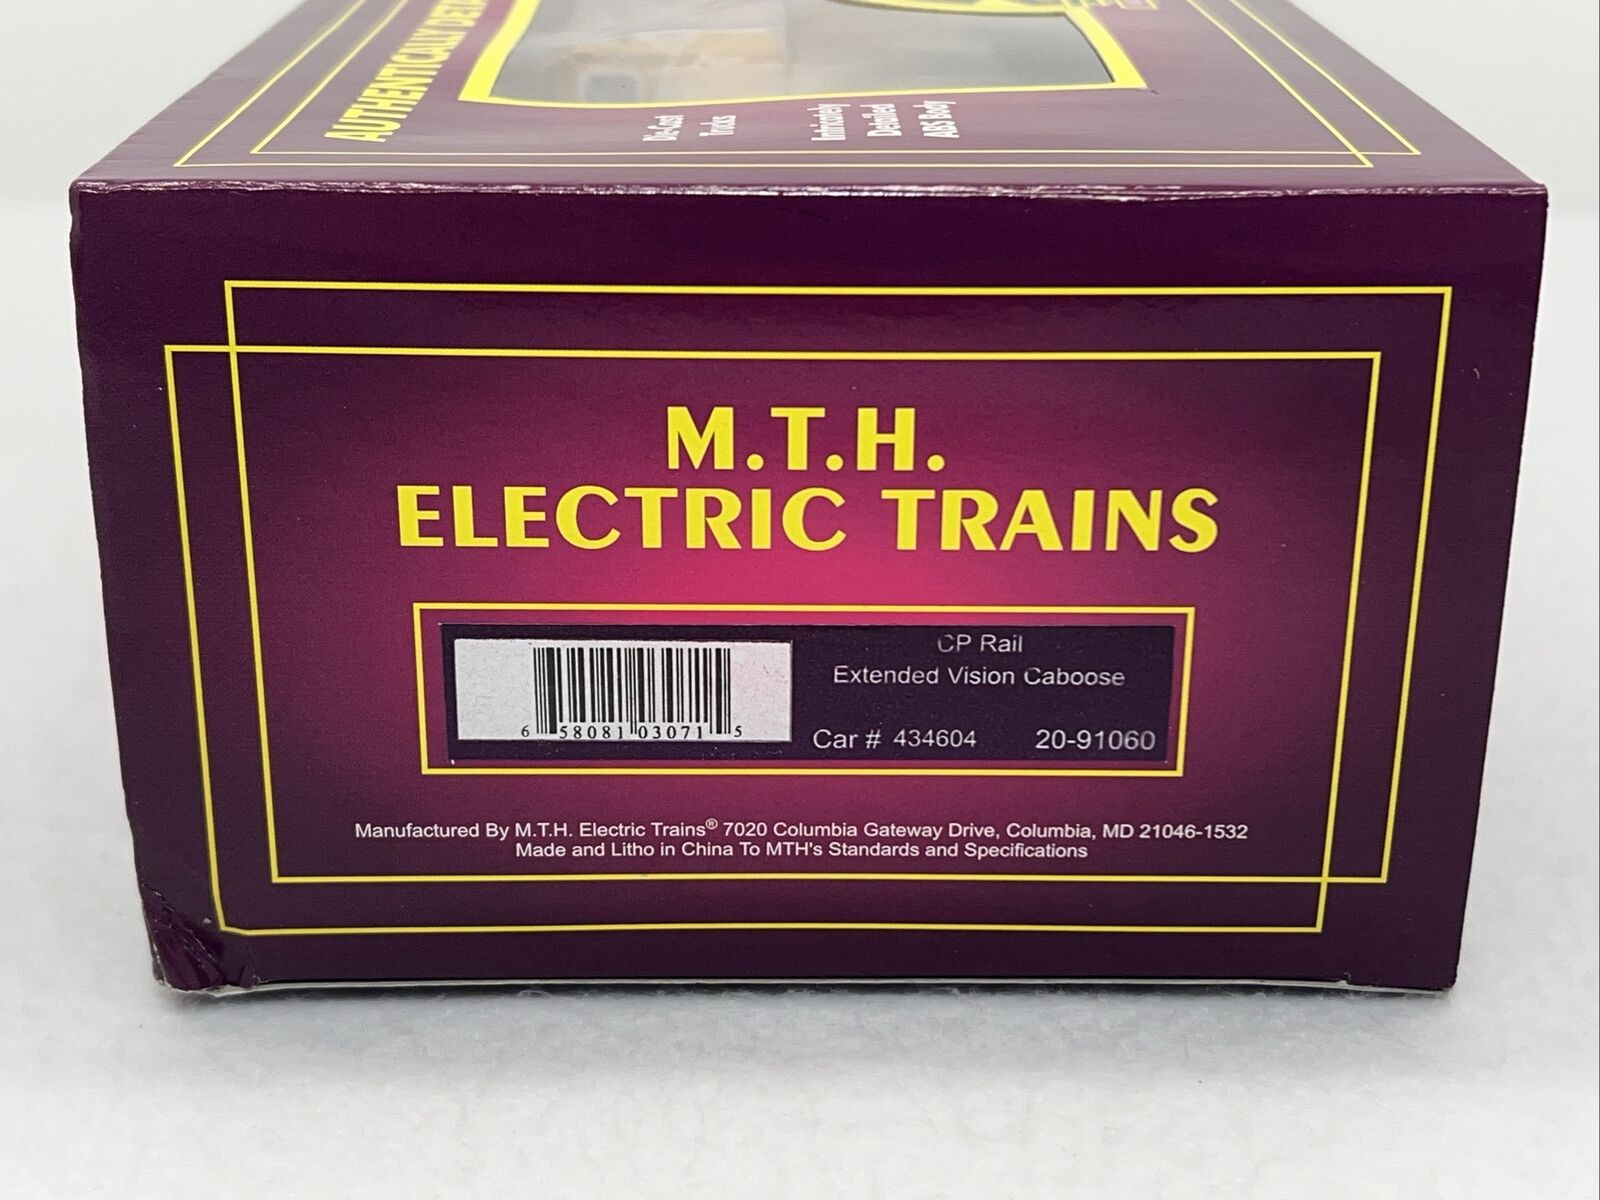 AUTHENTICALLY
Die-Cast
Trucks
Intricately
Detailed
ABS Body
M.T.H.
ELECTRIC TRAINS
CP Rail
Extended Vision Caboose
6 58081 03071 5
Car # 434604 20-91060
Manufactured By M.T.H. Electric Trains® 7020 Columbia Gateway Drive, Columbia, MD 21046-1532
Made and Litho in China To MTH's Standards and Specifications